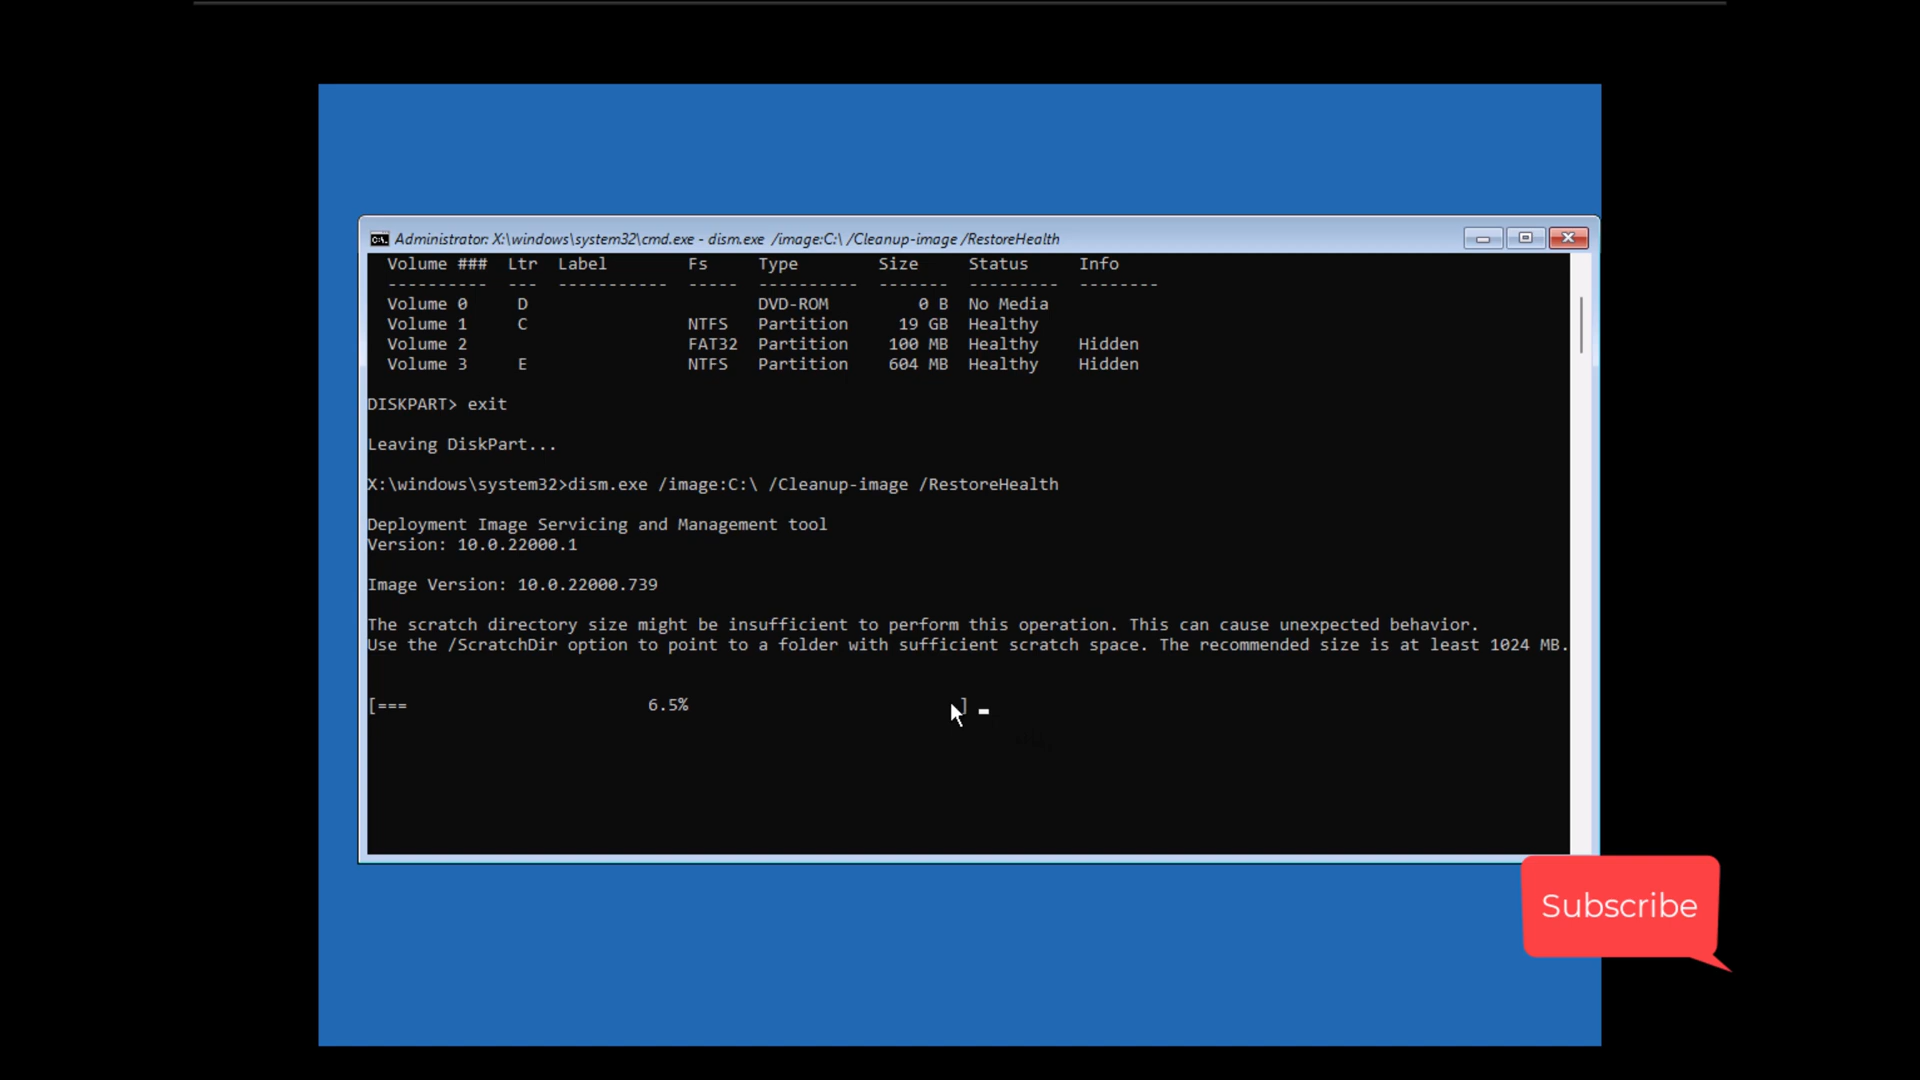 Administrator: X:\windows\system32\cmd.exe - dism.exe /image:C:\ /Cleanup-image /RestoreHealth
Volume ### Ltr Label Fs Type Size Status Info
---------- --- ----------- ----- ---------- ------- --------- --------
Volume 0 D DVD-ROM 0 B No Media
Volume 1 C NTFS Partition 19 GB Healthy
Volume 2 FAT32 Partition 100 MB Healthy Hidden
Volume 3 E NTFS Partition 604 MB Healthy Hidden
DISKPART> exit
Leaving DiskPart...
X:\windows\system32>dism.exe /image:C:\ /Cleanup-image /RestoreHealth
Deployment Image Servicing and Management tool
Version: 10.0.22000.1
Image Version: 10.0.22000.739
The scratch directory size might be insufficient to perform this operation. This can cause unexpected behavior.
Use the /ScratchDir option to point to a folder with sufficient scratch space. The recommended size is at least 1024 MB.
[=== 6.5% ]
Subscribe